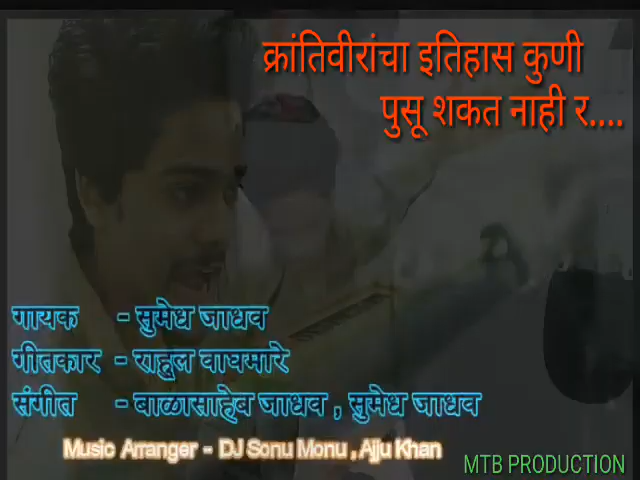 क्रांतिवीरांचा इतिहास कुणी
पुसू शकत नाही र....
गायक - सुमेध जाधव
गीतकार - राहुल वाघमारे
संगीत - बाळासाहेब जाधव , सुमेध जाधव
Music Arranger - DJ Sonu Monu , Ajju Khan
MTB PRODUCTION